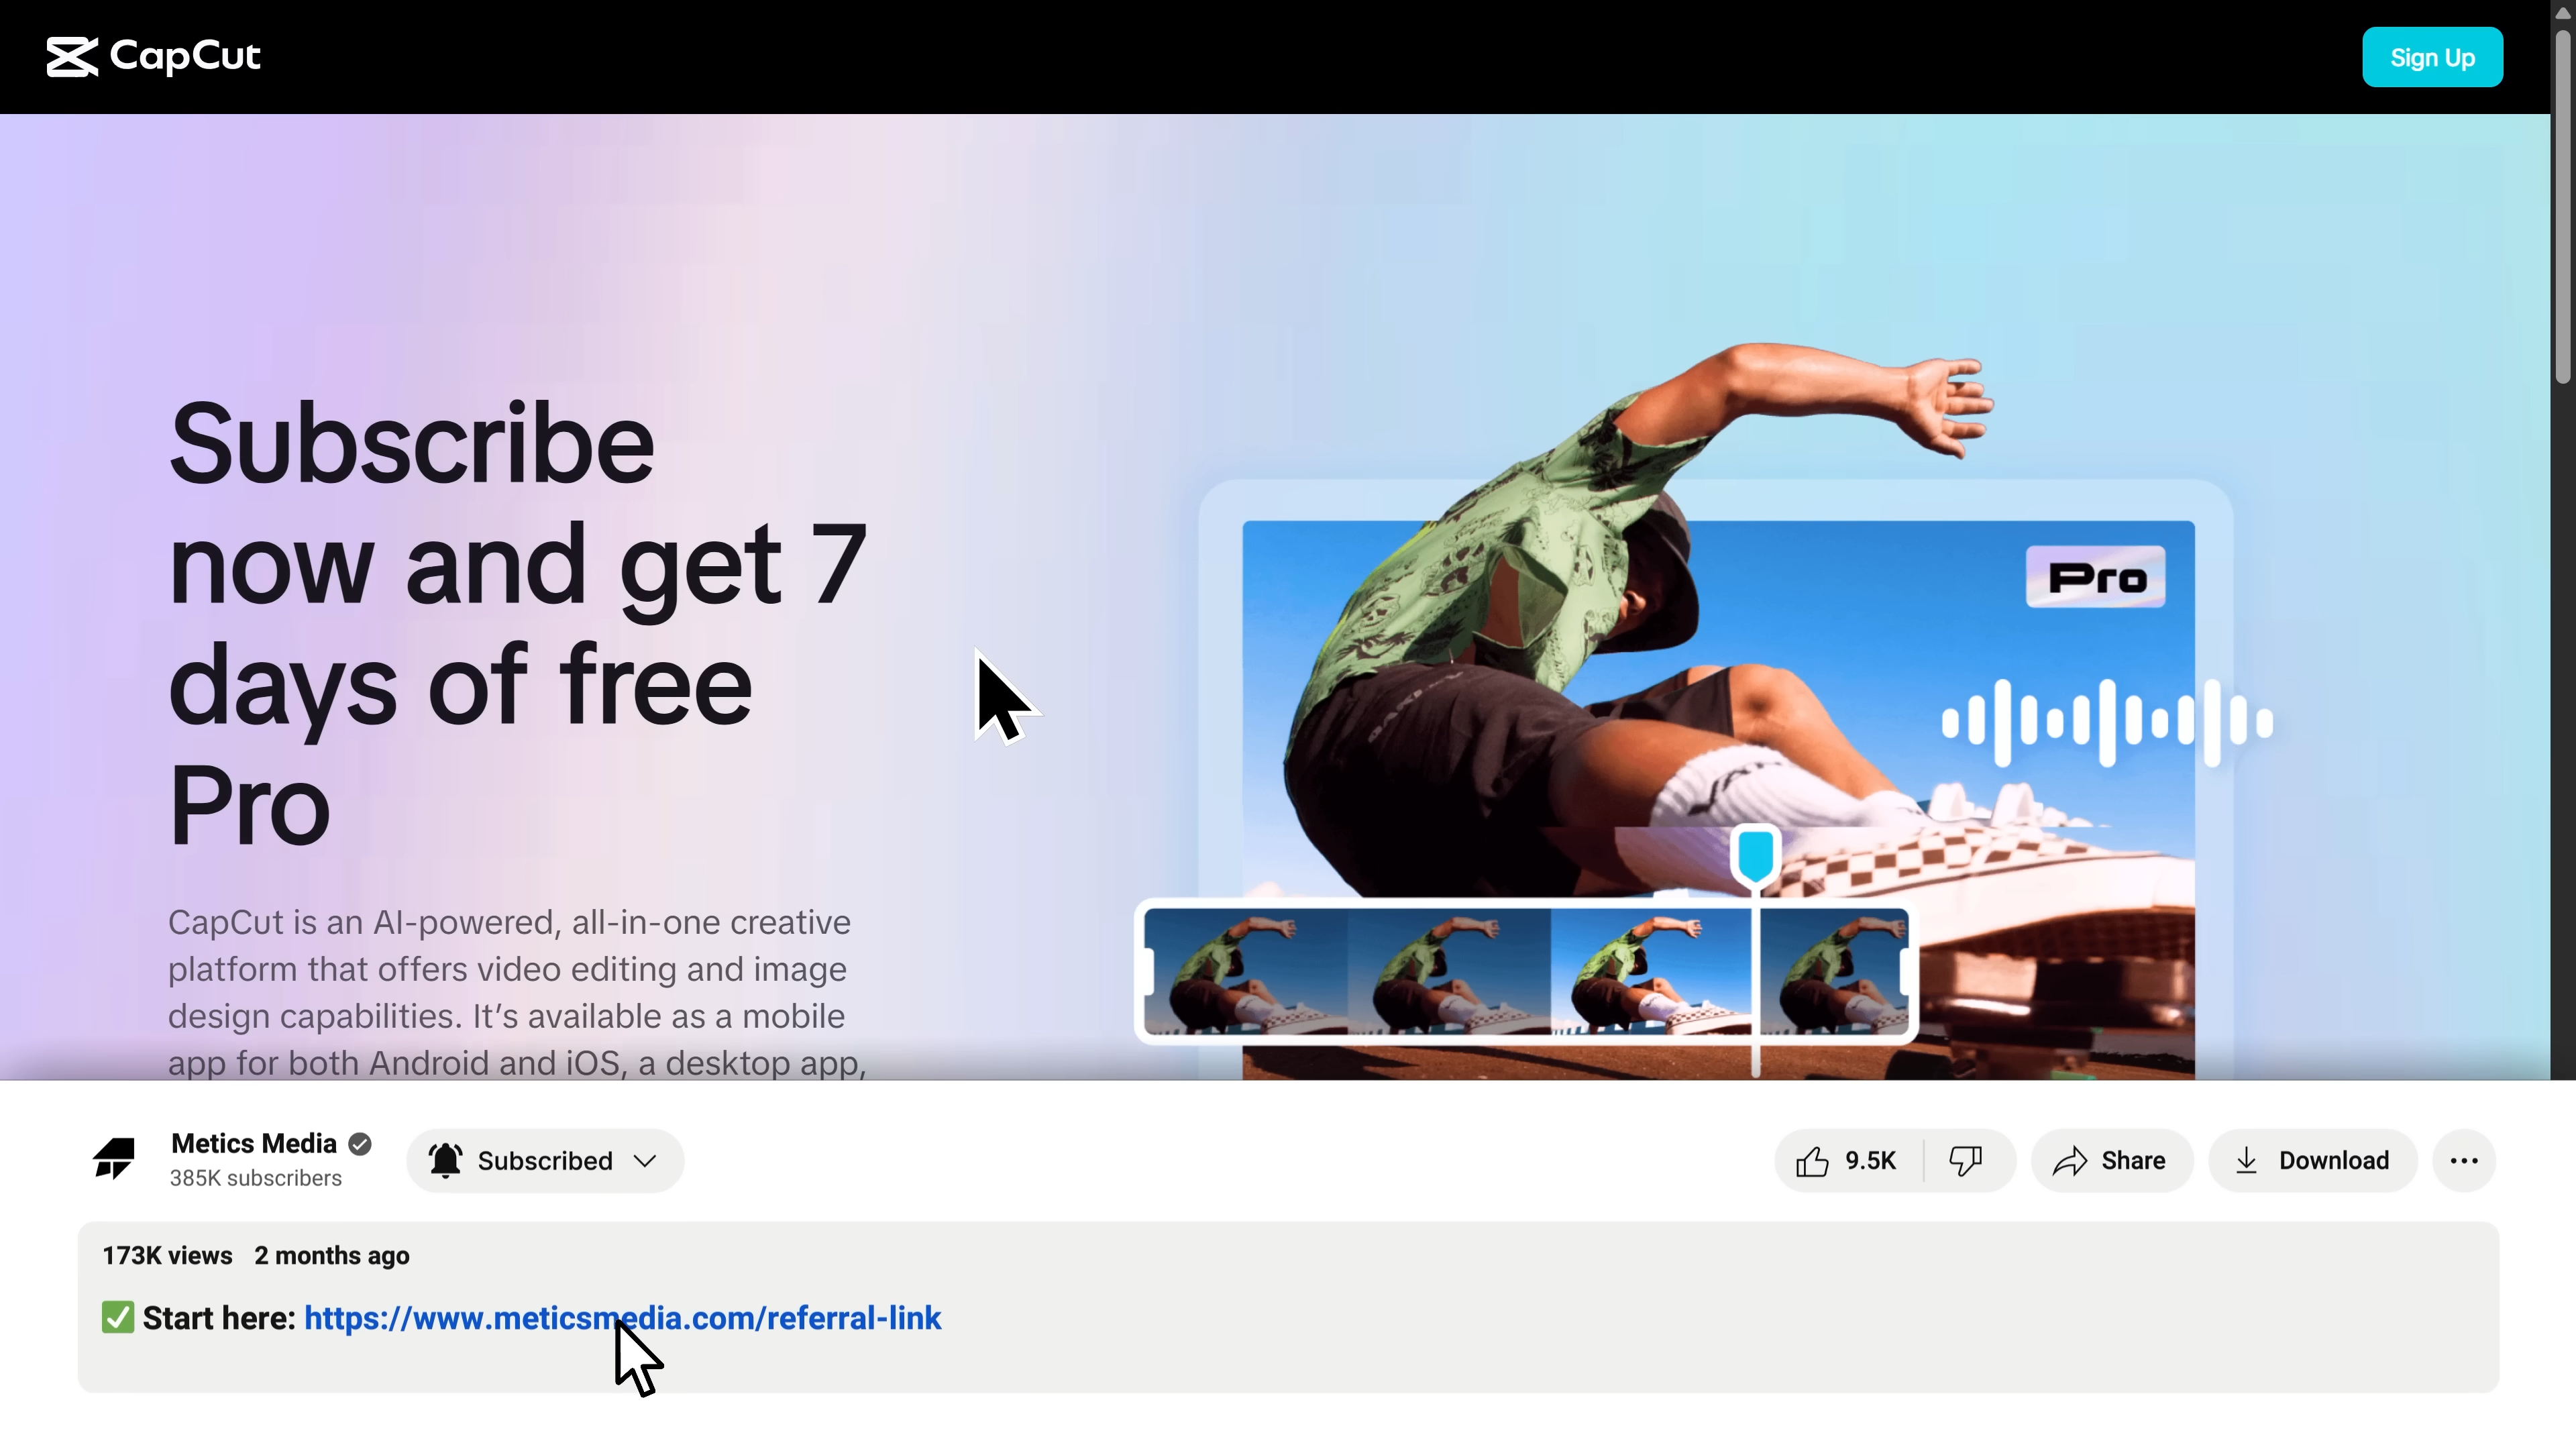 CapCut
Sign Up
Subscribe
now and get 7
days of free
Pro
CapCut is an AI-powered, all-in-one creative
platform that offers video editing and image
design capabilities. It’s available as a mobile
app for both Android and iOS, a desktop app,
Pro
Metics Media
385K subscribers
Subscribed
9.5K
Share
Download
173K views 2 months ago
✅ Start here: https://www.meticsmedia.com/referral-link